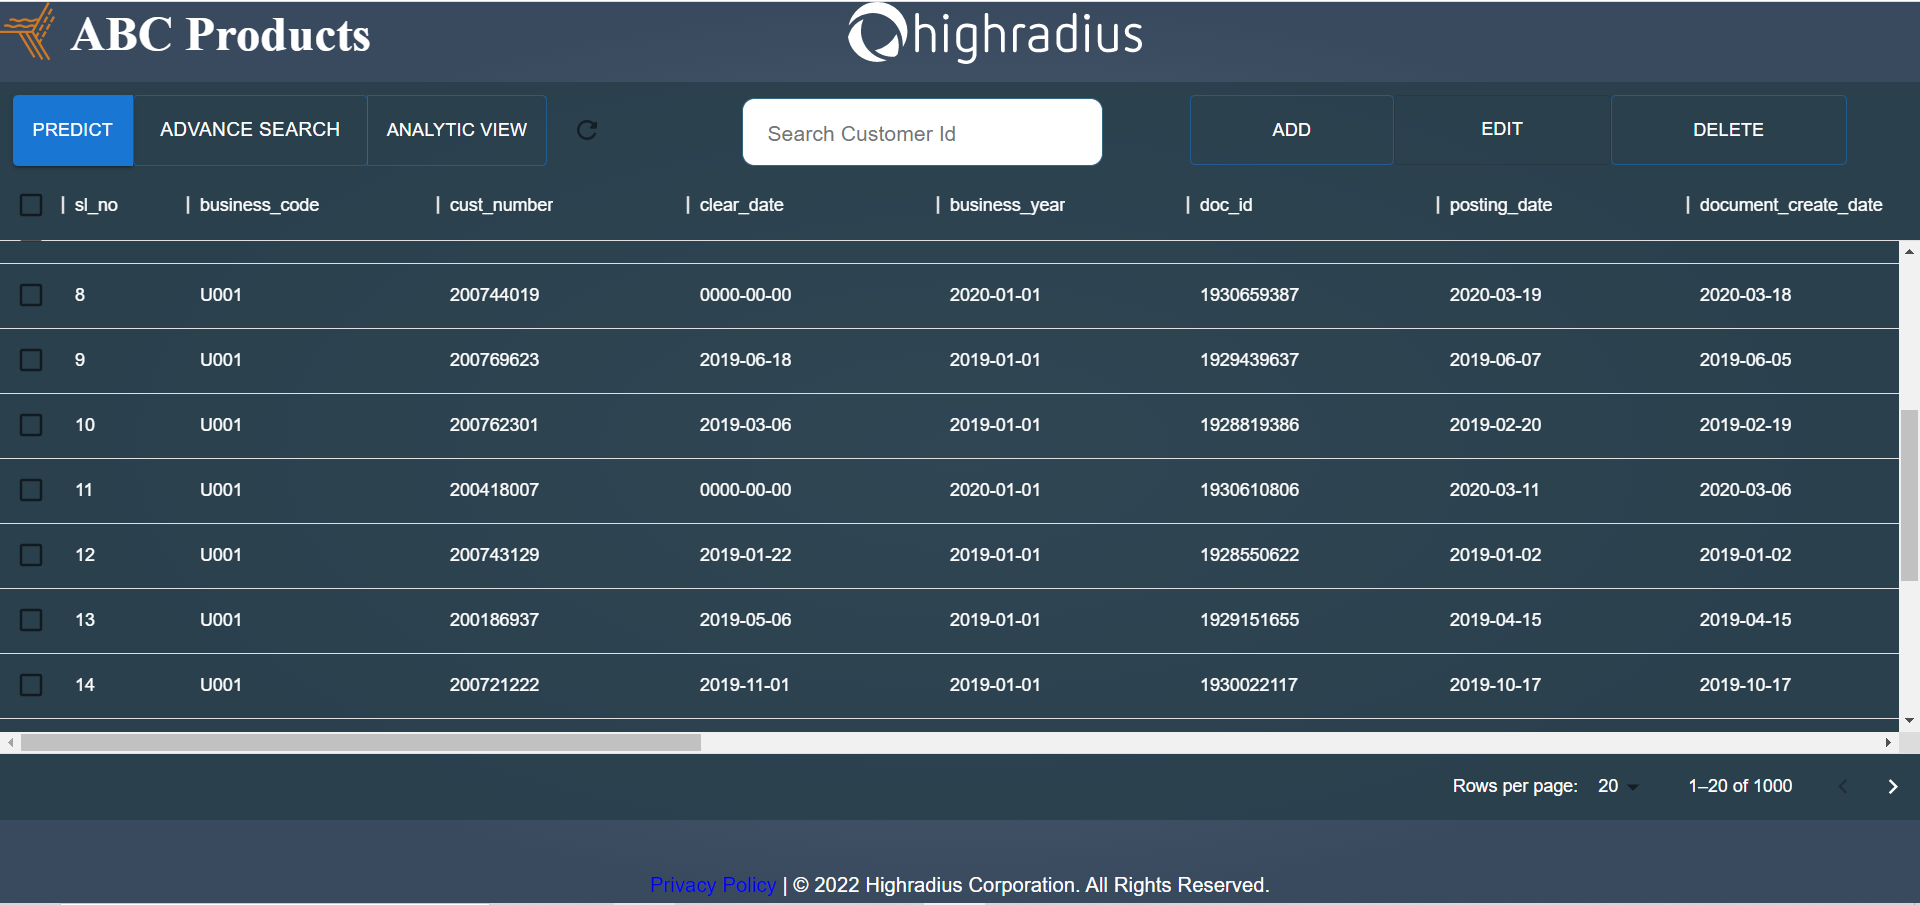 ABC Products
highradius
PREDICT ADVANCE SEARCH ANALYTIC VIEW Search Customer Id ADD EDIT DELETE
sl_no business_code cust_number clear_date business_year doc_id posting_date document_create_date
8 U001 200744019 0000-00-00 2020-01-01 1930659387 2020-03-19 2020-03-18
9 U001 200769623 2019-06-18 2019-01-01 1929439637 2019-06-07 2019-06-05
10 U001 200762301 2019-03-06 2019-01-01 1928819386 2019-02-20 2019-02-19
11 U001 200418007 0000-00-00 2020-01-01 1930610806 2020-03-11 2020-03-06
12 U001 200743129 2019-01-22 2019-01-01 1928550622 2019-01-02 2019-01-02
13 U001 200186937 2019-05-06 2019-01-01 1929151655 2019-04-15 2019-04-15
14 U001 200721222 2019-11-01 2019-01-01 1930022117 2019-10-17 2019-10-17
Rows per page: 20 1–20 of 1000
Privacy Policy | © 2022 Highradius Corporation. All Rights Reserved.